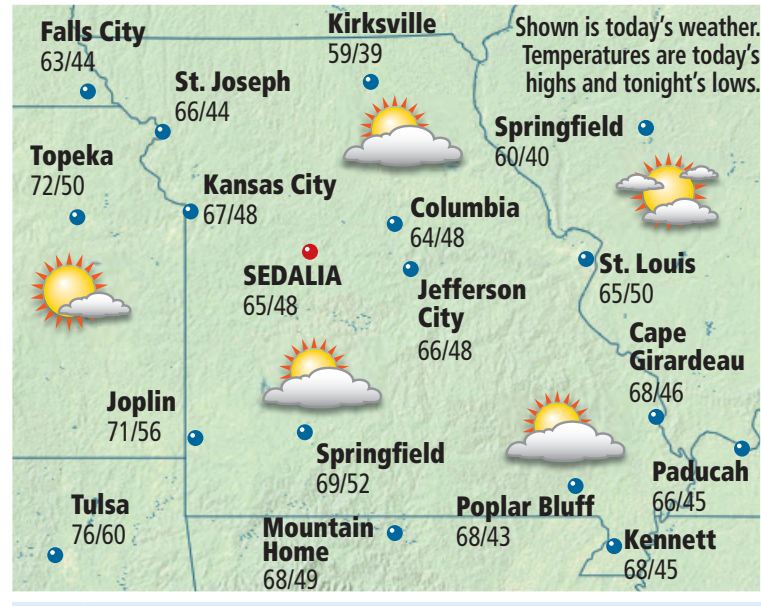 Falls City
63/44
Kirksville
59/39
Shown is today's weather.
Temperatures are today's
highs and tonight's lows.
St. Joseph
66/44
Springfield
60/40
Topeka
72/50
Kansas City
67/48
Columbia
64/48
SEDALIA
65/48
Jefferson
City
66/48
St. Louis
65/50
Cape
Girardeau
68/46
Joplin
71/56
Springfield
69/52
Paducah
66/45
Tulsa
76/60
Mountain
Home
68/49
Poplar Bluff
68/43
Kennett
68/45